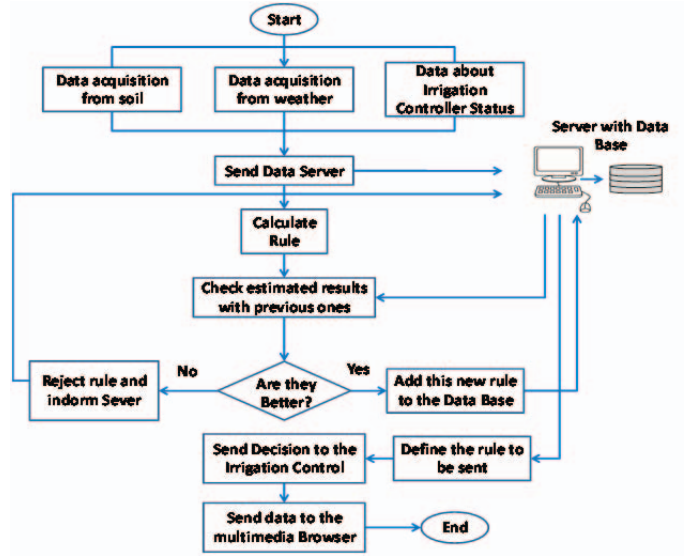 Start
Data acquisition
from soil
Data acquisition
from weather
Data about
Irrigation
Controller Status
Server with Data
Base
Send Data Server
Calculate
Rule
Check estimated results
with previous ones
No
Yes
Reject rule and
indorm Sever
Are they
Better?
Add this new rule
to the Data Base
Send Decision to the
Irrigation Control
Define the rule to
be sent
Send data to the
multimedia Browser
End